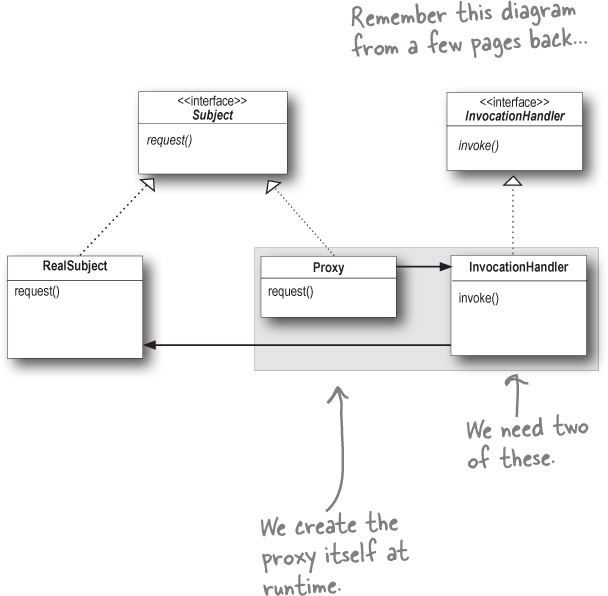 Remember this diagram
from a few pages back...
<<interface>>
Subject
request()
<<interface>>
InvocationHandler
invoke()
RealSubject
request()
Proxy
request()
InvocationHandler
invoke()
We need two
of these.
We create the
proxy itself at
runtime.